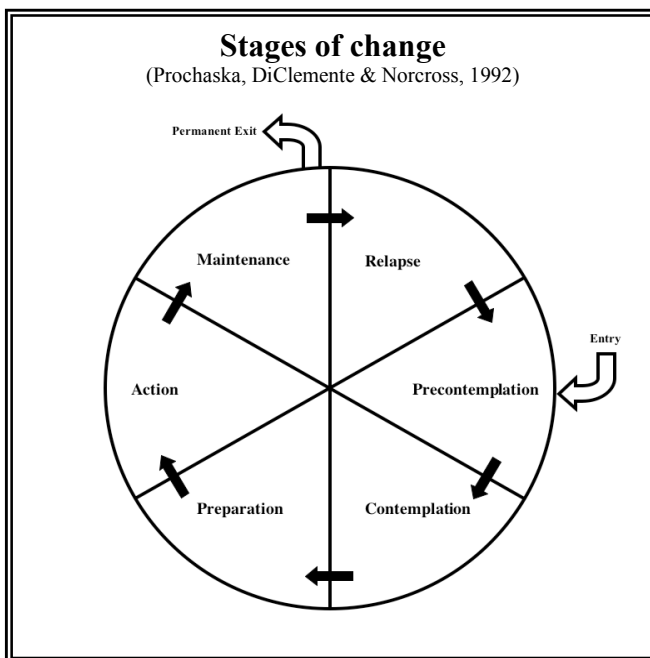 Stages of change
(Prochaska, DiClemente & Norcross, 1992)
Permanent Exit
Maintenance
Relapse
Entry
Action
Precontemplation
Preparation
Contemplation